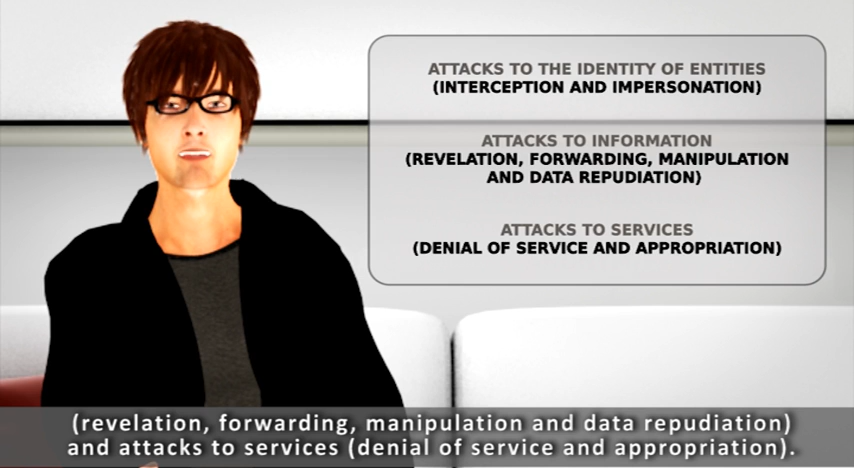 ATTACKS TO THE IDENTITY OF ENTITIES
(INTERCEPTION AND IMPERSONATION)
ATTACKS TO INFORMATION
(REVELATION, FORWARDING, MANIPULATION
AND DATA REPUDIATION)
ATTACKS TO SERVICES
(DENIAL OF SERVICE AND APPROPRIATION)
(revelation, forwarding, manipulation and data repudiation)
and attacks to services (denial of service and appropriation).